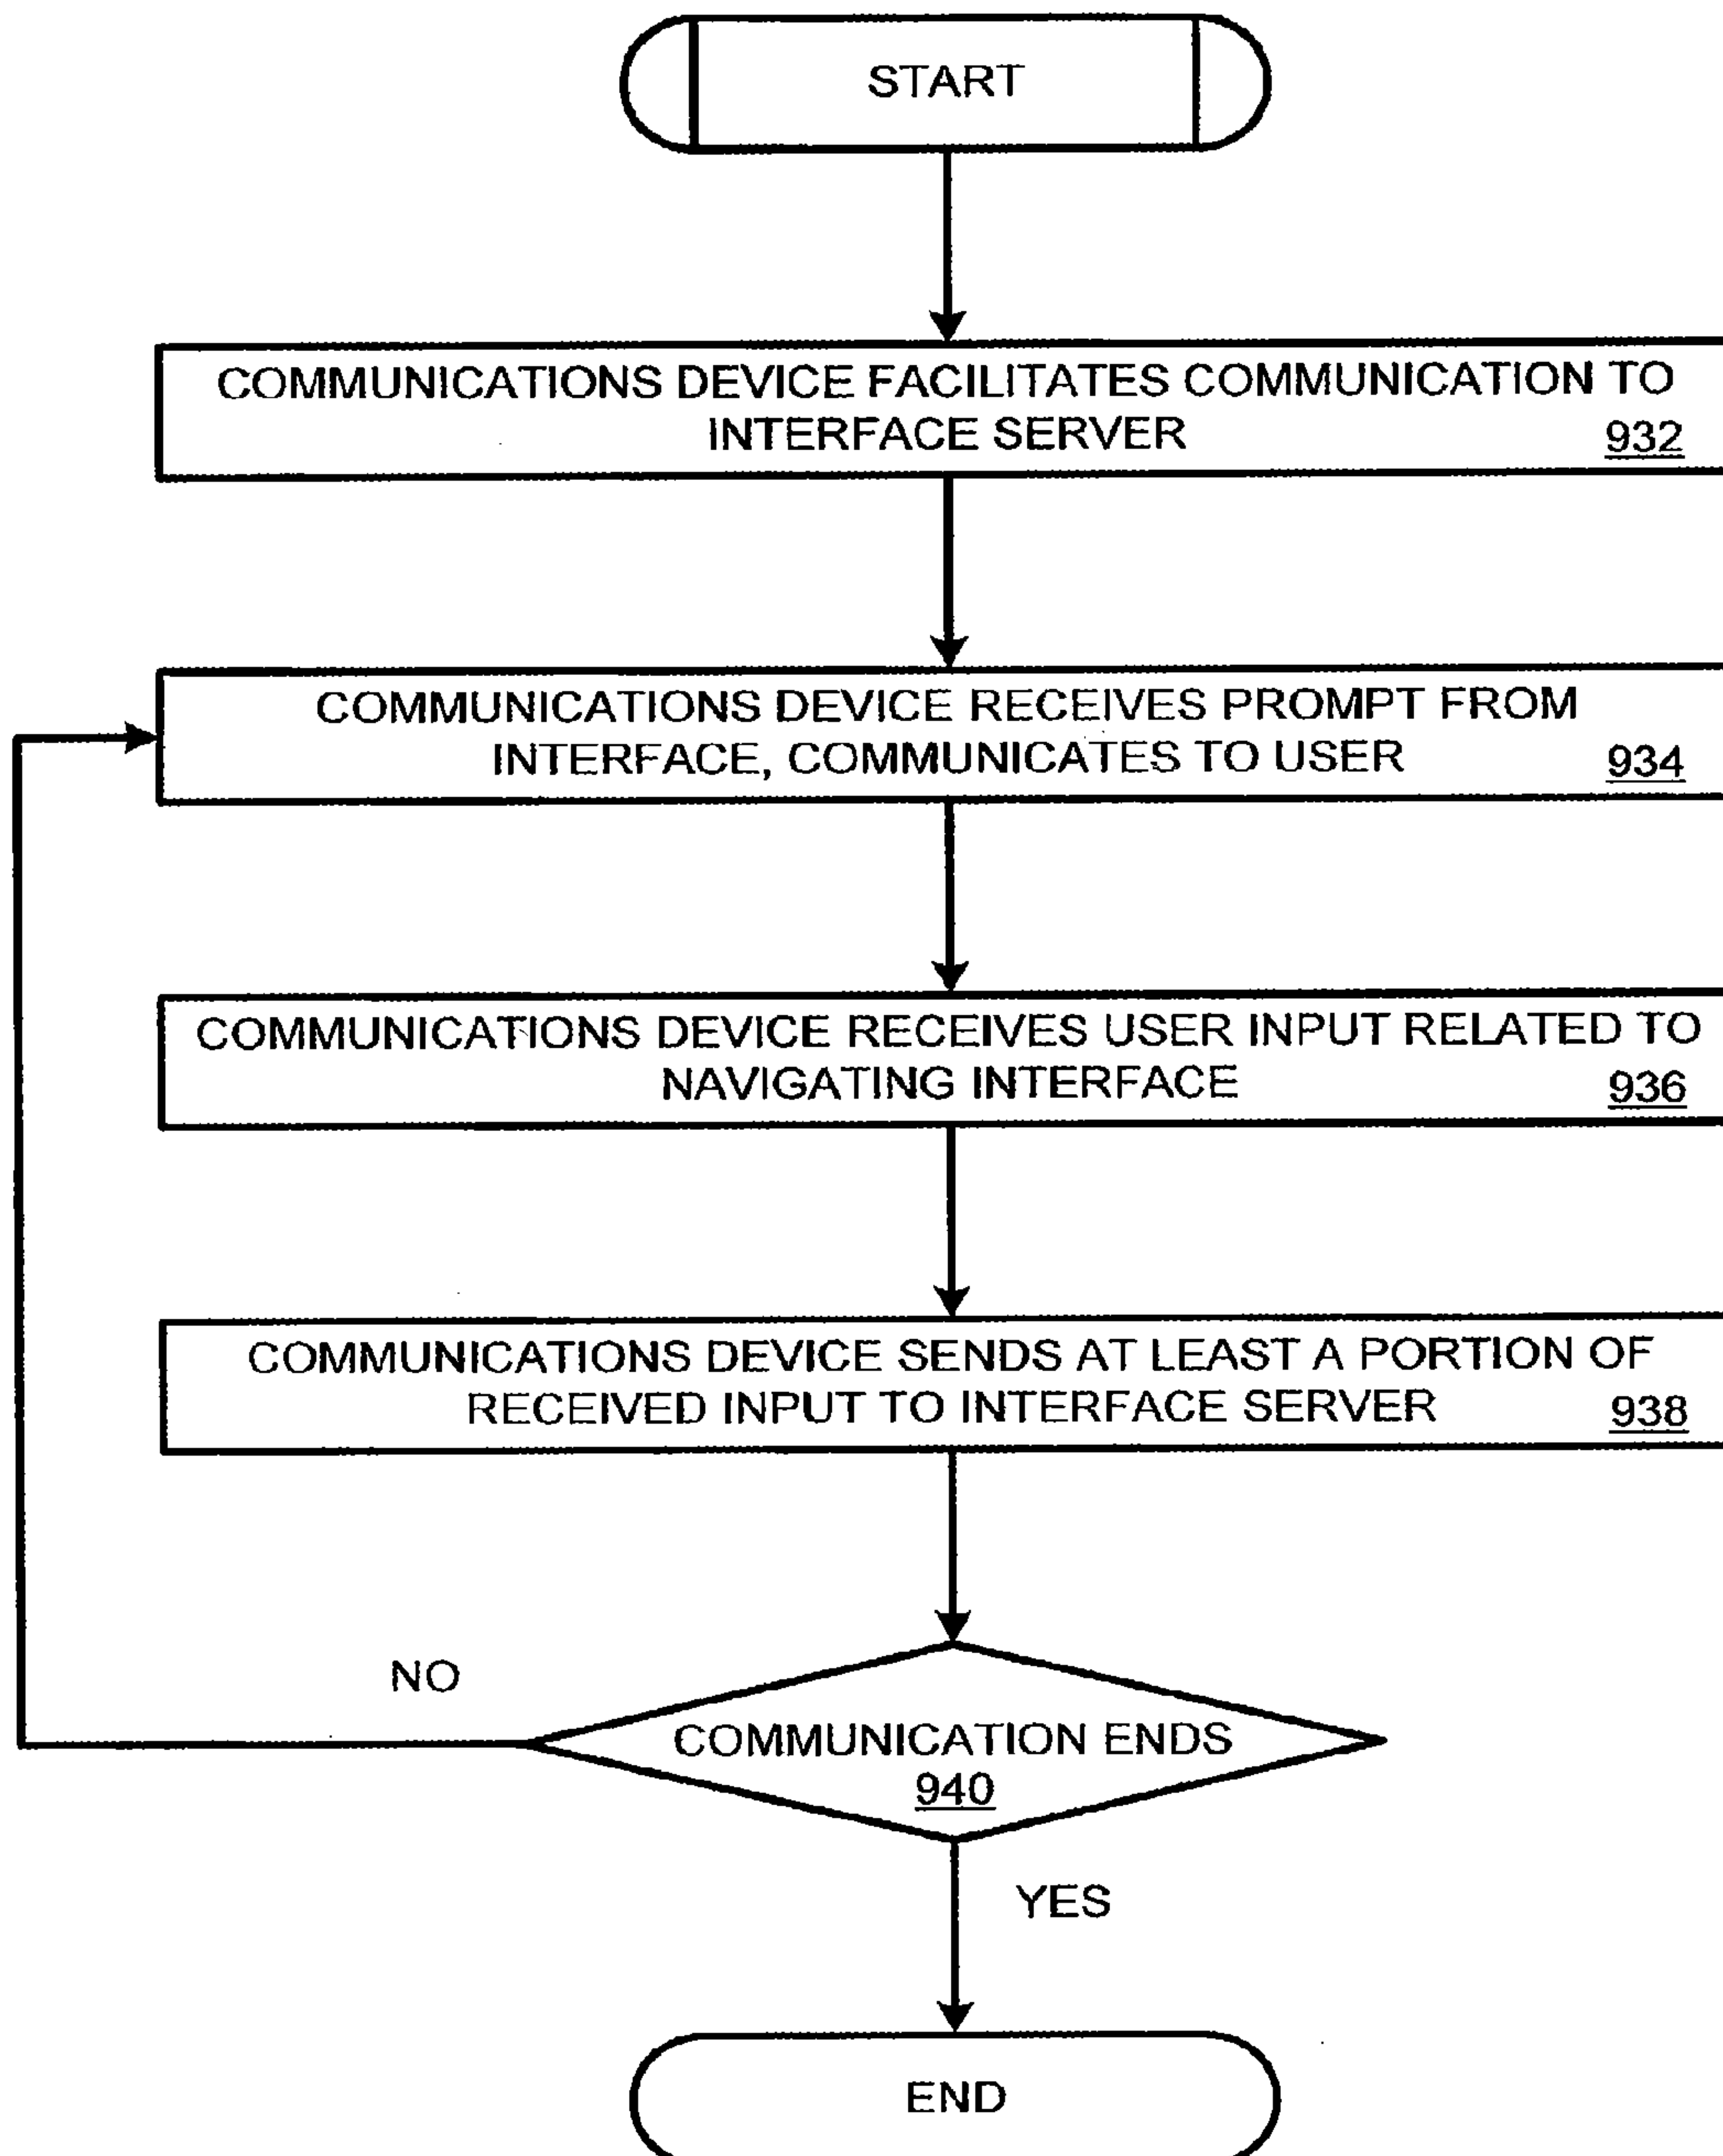 START
COMMUNICATIONS DEVICE FACILITATES COMMUNICATION TO
INTERFACE SERVER 932
COMMUNICATIONS DEVICE RECEIVES PROMPT FROM
INTERFACE, COMMUNICATES TO USER 934
COMMUNICATIONS DEVICE RECEIVES USER INPUT RELATED TO
NAVIGATING INTERFACE 936
COMMUNICATIONS DEVICE SENDS AT LEAST A PORTION OF
RECEIVED INPUT TO INTERFACE SERVER 938
NO
COMMUNICATION ENDS
940
YES
END